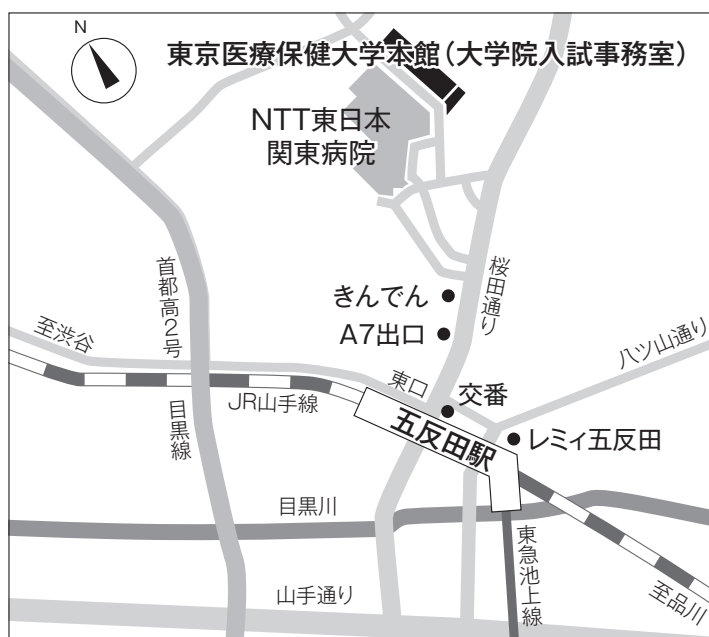 N
東京医療保健大学本館(大学院入試事務室)
NTT東日本
関東病院
桜田通り
首都高2号
目黒線
きんでん
A7出口
至渋谷
八ツ山通り
東口
交番
JR山手線
五反田駅
レミィ五反田
目黒川
東急池上線
山手通り
至品川